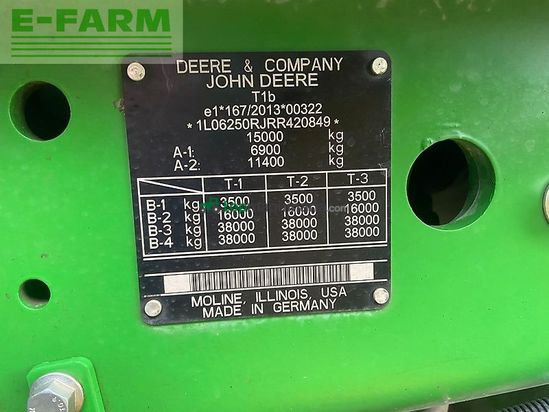 E-FARM
DEERE & COMPANY
JOHN DEERE
T1b
e1*167/2013*00322
*1L06250RJRR420849*
15000 kg
A-1: 6900 kg
A-2: 11400 kg
T-1 T-2 T-3
B-1 kg 3500 3500 3500
B-2 kg 16000 16000 16000
B-3 kg 38000 38000 38000
B-4 kg 38000 38000 38000
MOLINE, ILLINOIS, USA
MADE IN GERMANY